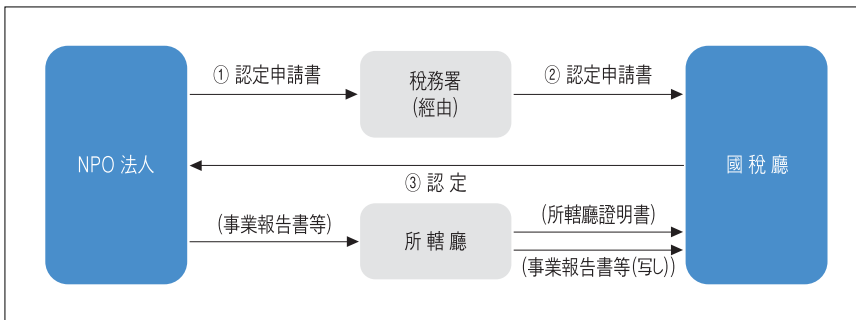 ① 認定申請書
稅務署
(經由)
② 認定申請書
NPO 法人
國稅廳
③ 認 定
(事業報告書等)
所轄廳
(所轄廳證明書)
(事業報告書等(写し))